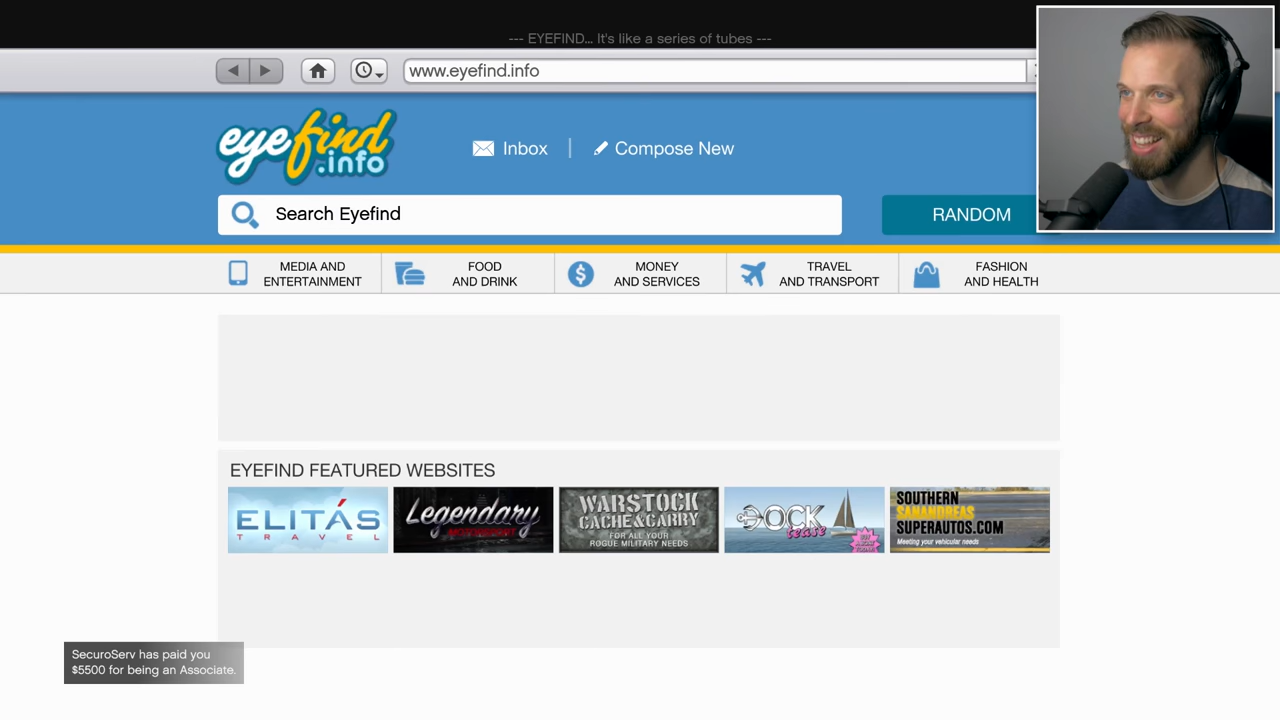 --- EYEFIND... It's like a series of tubes ---
www.eyefind.info
eyefind
.info
Inbox
Compose New
Search Eyefind
RANDOM
MEDIA AND
ENTERTAINMENT
FOOD
AND DRINK
MONEY
AND SERVICES
TRAVEL
AND TRANSPORT
FASHION
AND HEALTH
EYEFIND FEATURED WEBSITES
ELITÁS
TRAVEL
Legendary
MOTORSPORT
WARSTOCK
CACHE&CARRY
FOR ALL YOUR
ROGUE MILITARY NEEDS
DOCK
tease
SOUTHERN
SANANDREAS
SUPERAUTOS.COM
Meeting your vehicular needs
SecuroServ has paid you
$5500 for being an Associate.